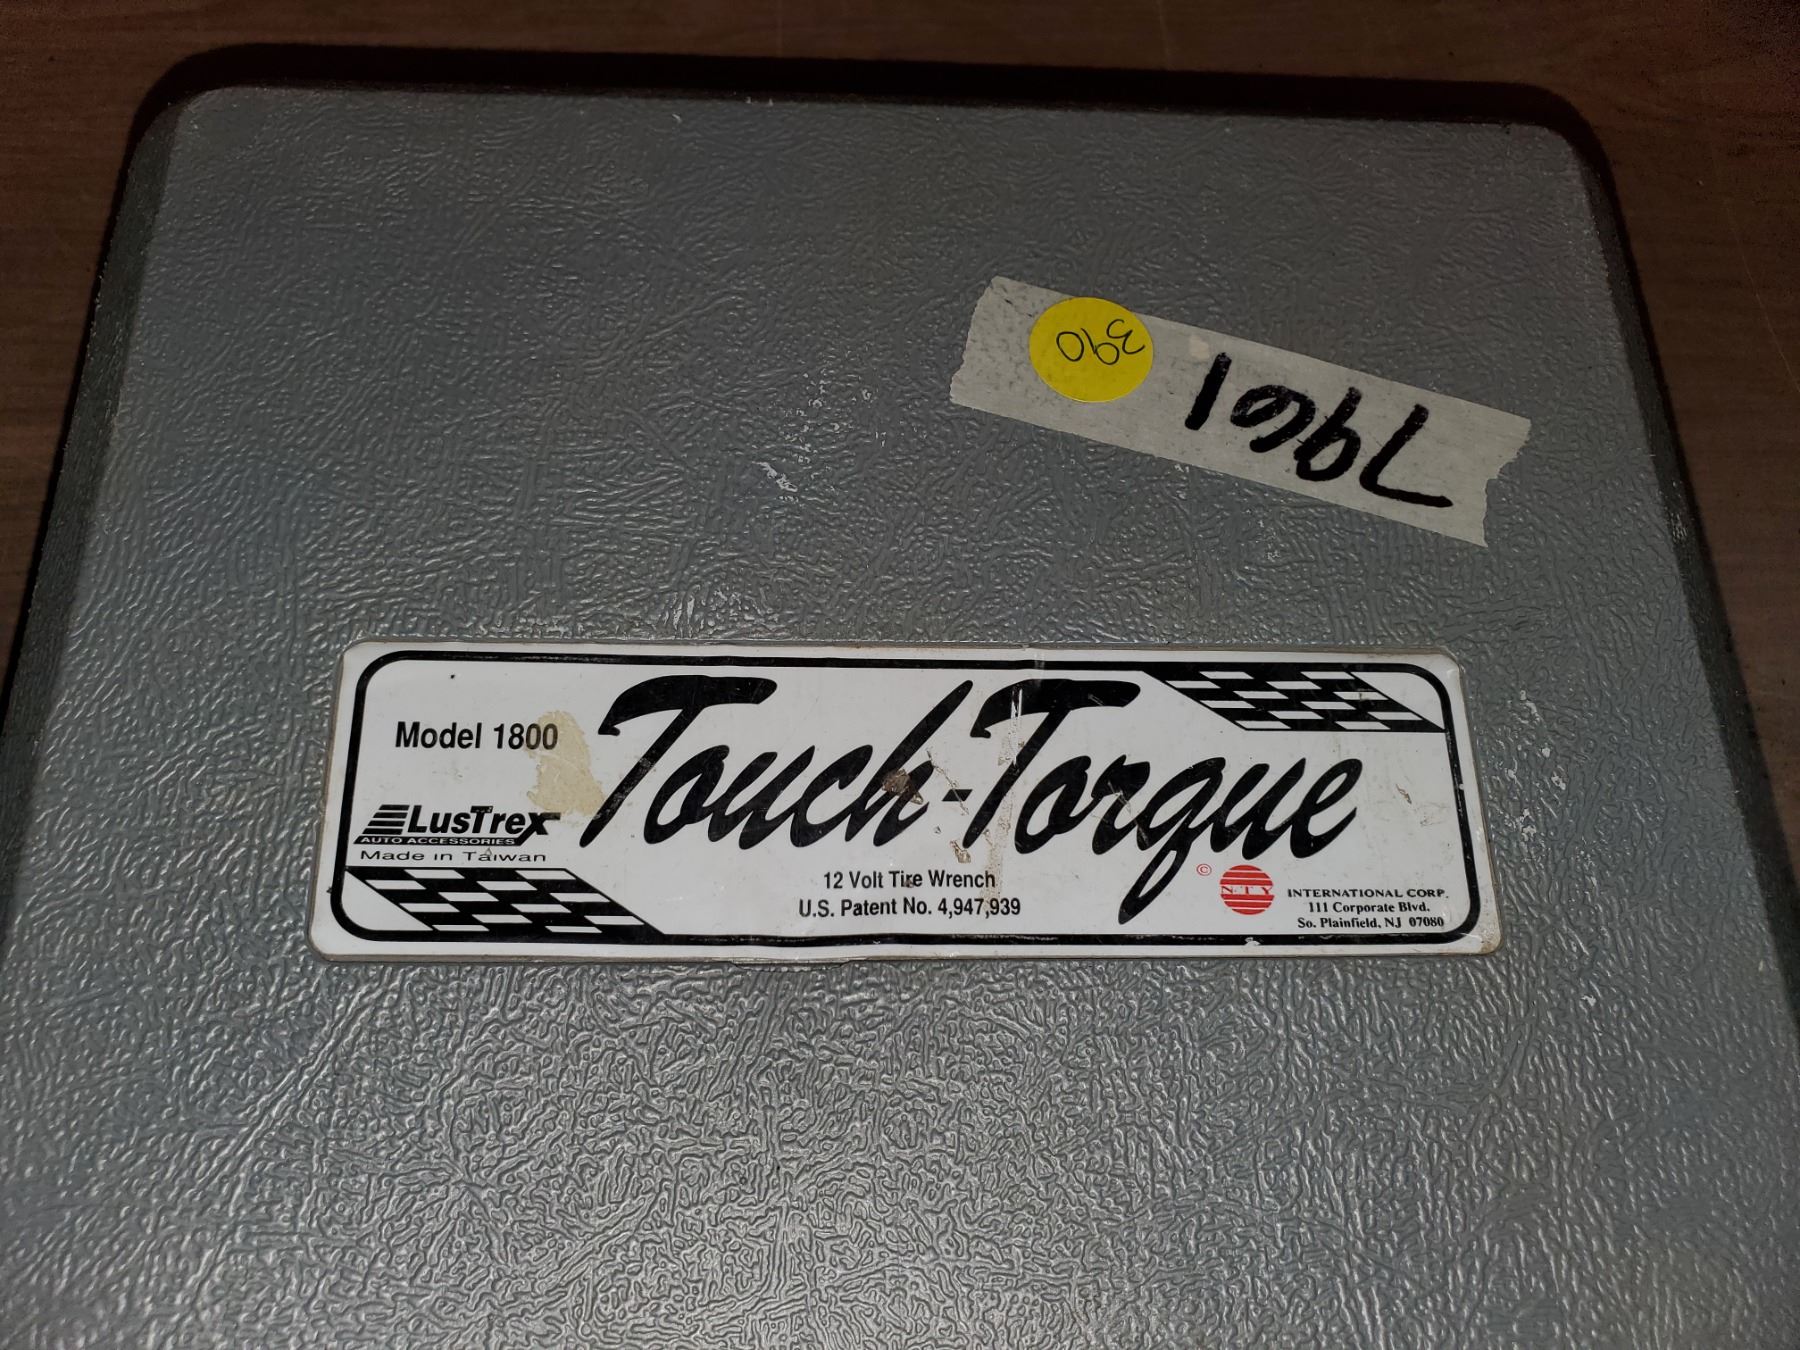 390
7961
Model 1800
Touch-Torque
LusTrex
AUTO ACCESSORIES
Made in Taiwan
12 Volt Tire Wrench
U.S. Patent No. 4,947,939
© N.T.Y INTERNATIONAL CORP.
111 Corporate Blvd.
So. Plainfield, NJ 07080